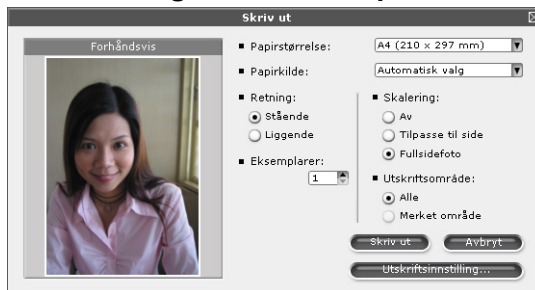 Skriv ut
Forhåndsvis
Papirstørrelse:
A4 (210 x 297 mm)
Papirkilde:
Automatisk valg
Retning:
Stående
Liggende
Eksemplarer:
1
Skalering:
Av
Tilpasse til side
Fullsidefoto
Utskriftsområde:
Alle
Merket område
Skriv ut
Avbryt
Utskriftsinnstilling...